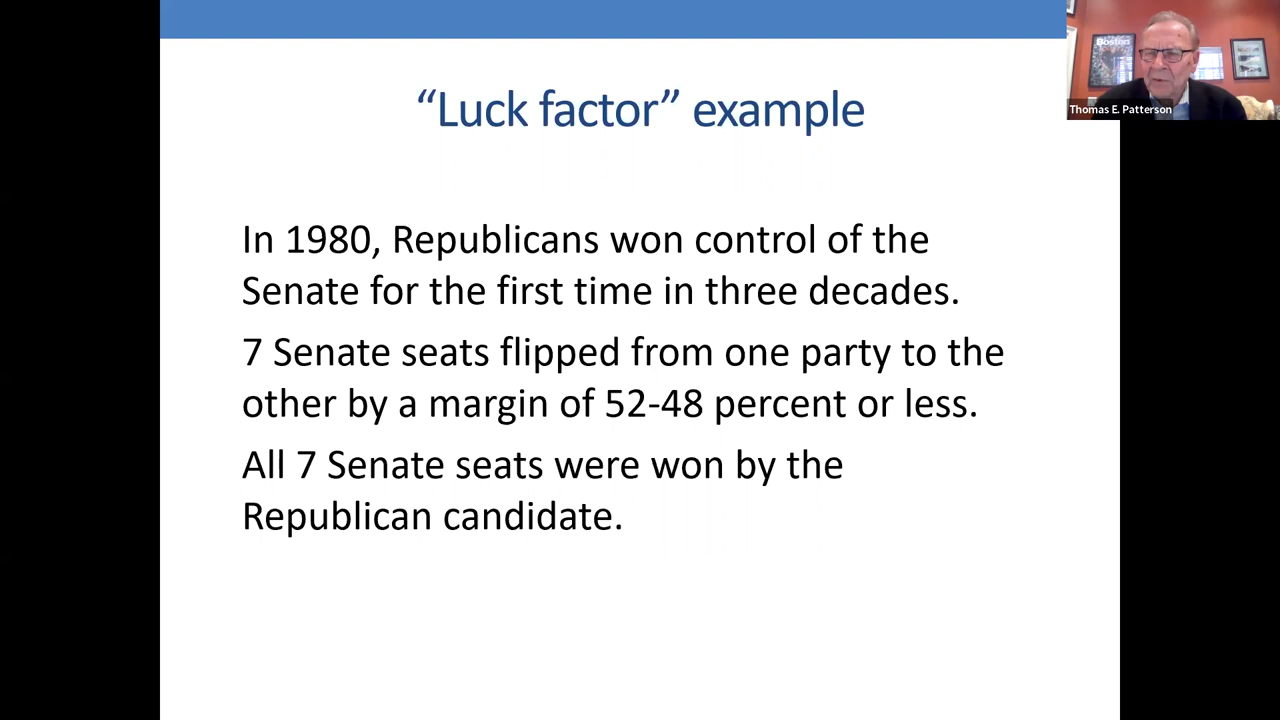 “Luck factor” example
In 1980, Republicans won control of the
Senate for the first time in three decades.
7 Senate seats flipped from one party to the
other by a margin of 52-48 percent or less.
All 7 Senate seats were won by the
Republican candidate.
Boston
Thomas E. Patterson